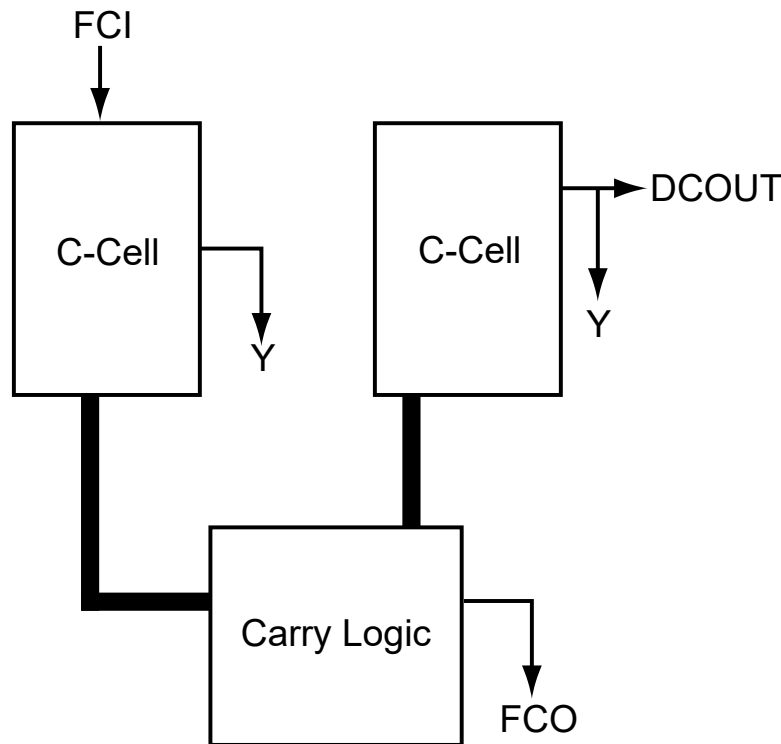 FCI
C-Cell
C-Cell
DCOUT
Y
Y
Carry Logic
FCO